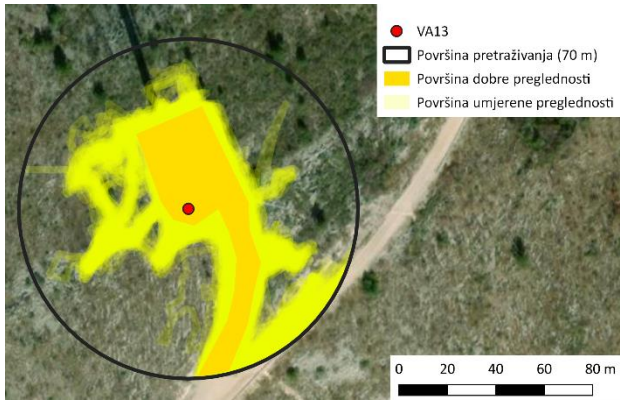 VA13
Površina pretraživanja (70 m)
Površina dobre preglednosti
Površina umjerene preglednosti
0 20 40 60 80 m